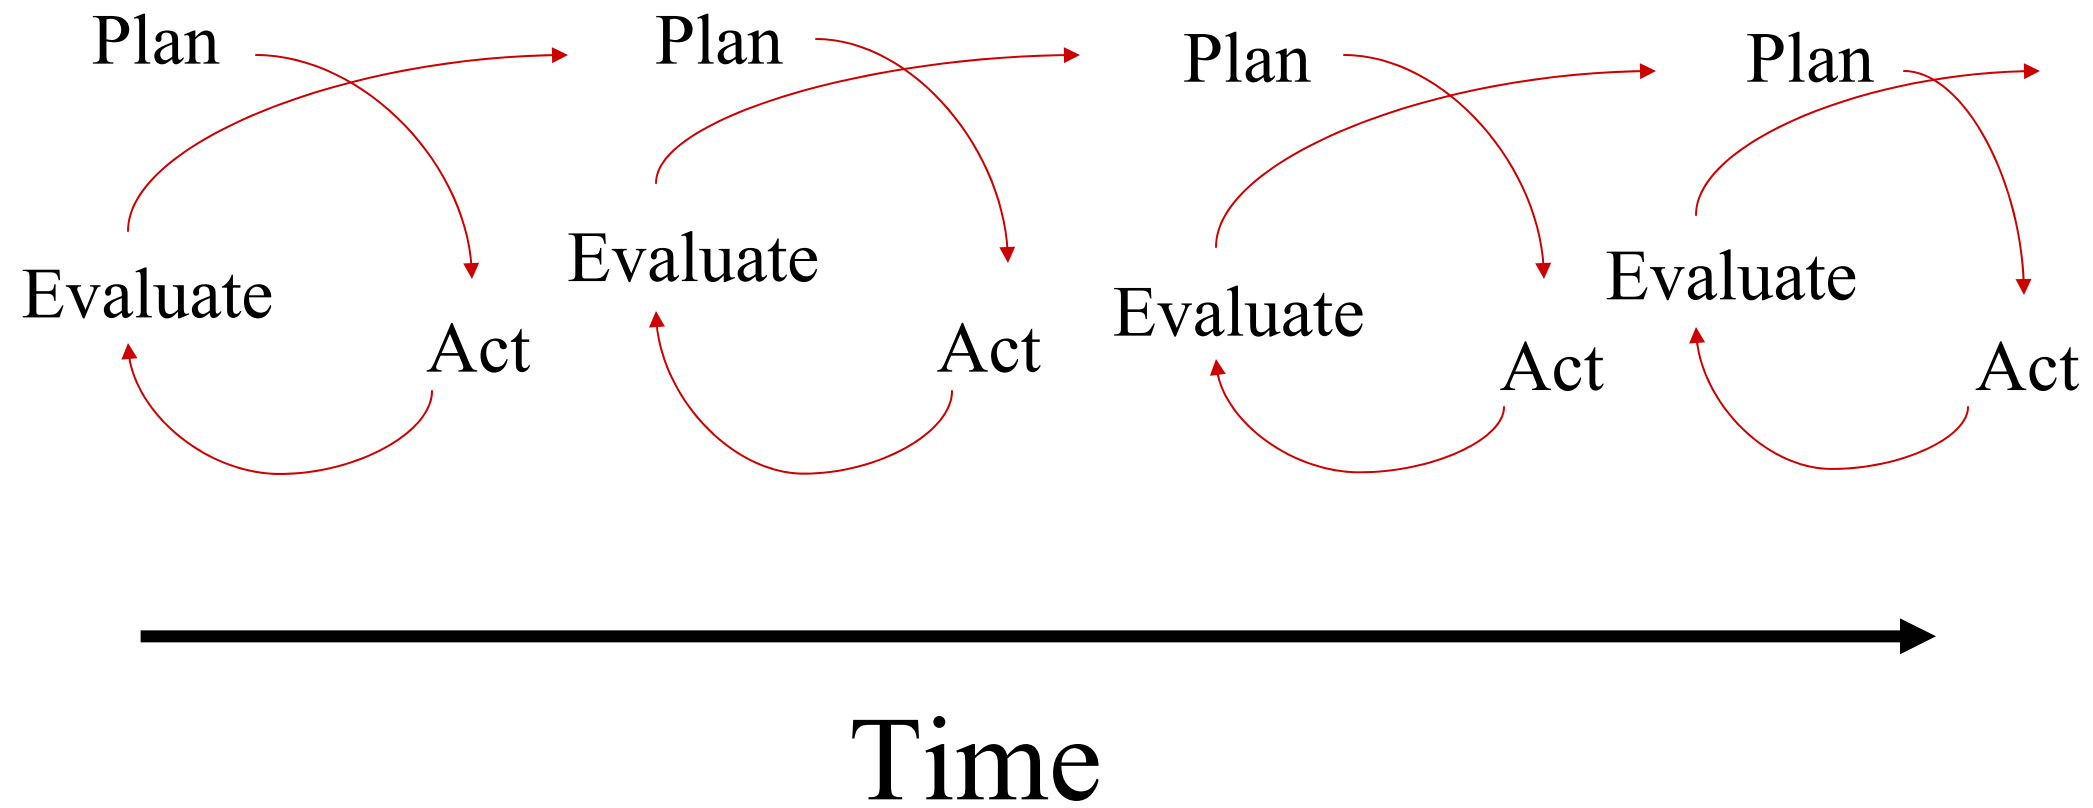 Plan
Act
Evaluate
Plan
Act
Evaluate
Plan
Act
Evaluate
Plan
Act
Evaluate
Time